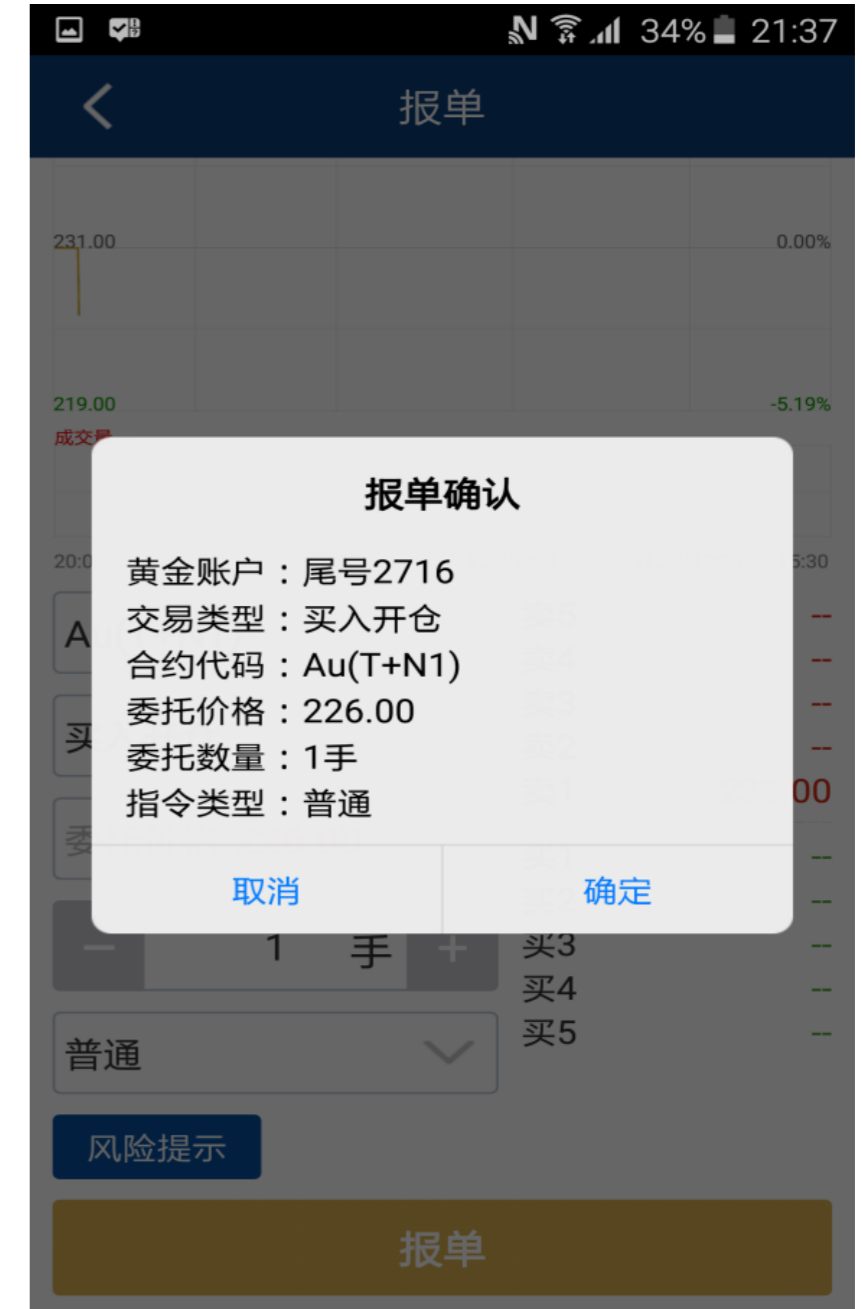 34% 21:37
报单
231.00 0.00%
219.00 -5.19%
成交量
报单确认
黄金账户：尾号2716
交易类型：买入开仓
合约代码：Au(T+N1)
委托价格：226.00
委托数量：1手
指令类型：普通
取消 确定
1 手
买3 --
买4 --
买5 --
普通
风险提示
报单